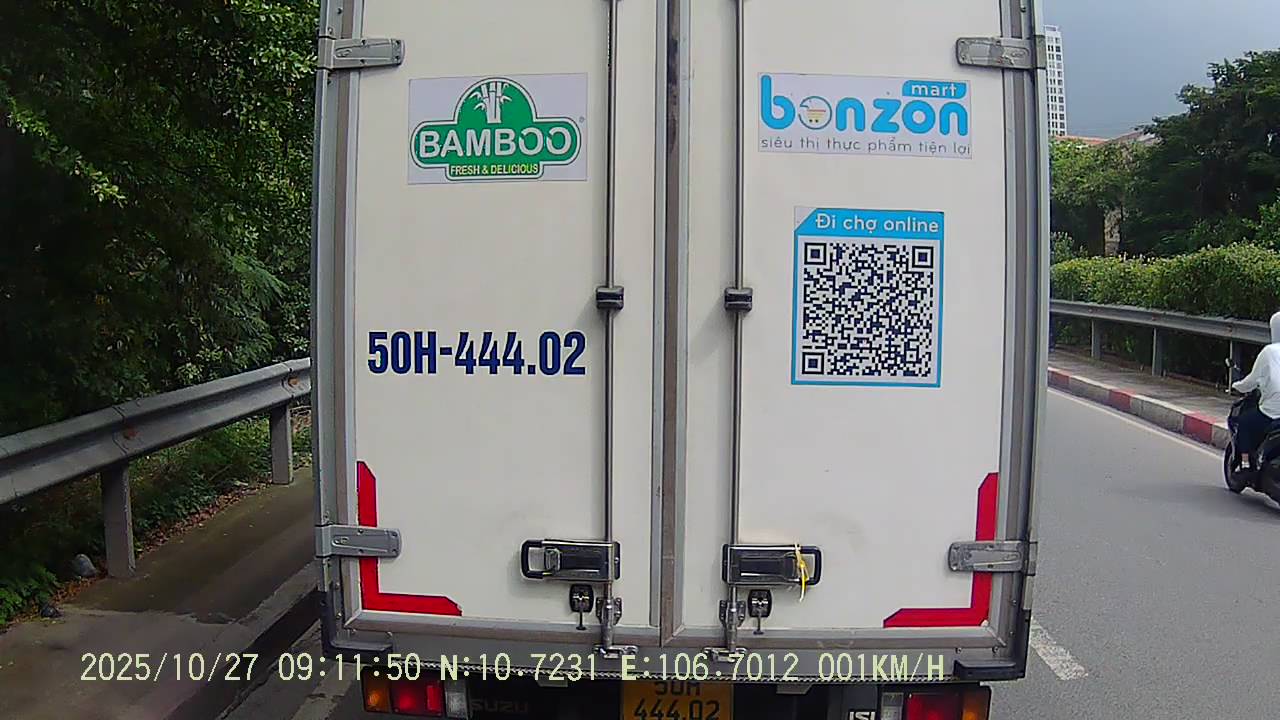 BAMBOO
FRESH & DELICIOUS
bonzon
mart
siêu thị thực phẩm tiện lợi
Đi chợ online
50H-444.02
2025/10/27 09:11:50 N:10.7231 E:106.7012 001KM/H
50H
444.02